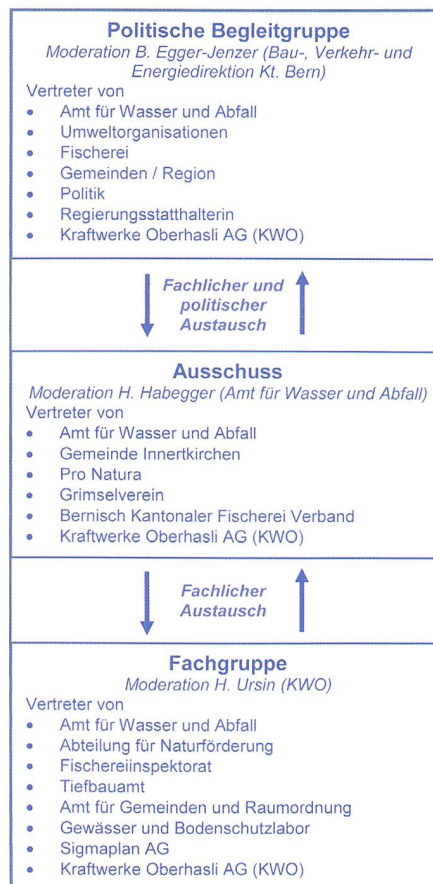 Politische Begleitgruppe
Moderation B. Egger-Jenzer (Bau-, Verkehr- und
Energiedirektion Kt. Bern)
Vertreter von
• Amt für Wasser und Abfall
• Umweltorganisationen
• Fischerei
• Gemeinden / Region
• Politik
• Regierungsstatthalterin
• Kraftwerke Oberhasli AG (KWO)
Fachlicher und
politischer
Austausch
Ausschuss
Moderation H. Habegger (Amt für Wasser und Abfall)
Vertreter von
• Amt für Wasser und Abfall
• Gemeinde Innertkirchen
• Pro Natura
• Grimselverein
• Bernisch Kantonaler Fischerei Verband
• Kraftwerke Oberhasli AG (KWO)
Fachlicher
Austausch
Fachgruppe
Moderation H. Ursin (KWO)
Vertreter von
• Amt für Wasser und Abfall
• Abteilung für Naturförderung
• Fischereiinspektorat
• Tiefbauamt
• Amt für Gemeinden und Raumordnung
• Gewässer und Bodenschutzlabor
• Sigmaplan AG
• Kraftwerke Oberhasli AG (KWO)